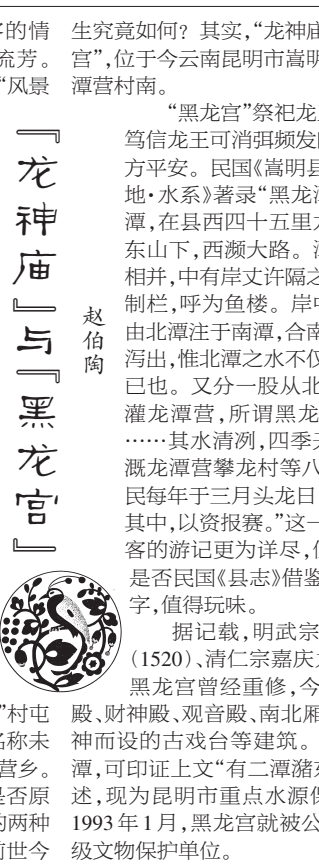 客的情
流芳。
“风景
『龙神庙』与『黑龙宫』
赵伯陶
”村屯
名称未
营乡。
是否原
的两种
前世今
生究竟如何？其实，“龙神庙
宫”，位于今云南昆明市嵩明
潭营村南。
“黑龙宫”祭祀龙
笃信龙王可消弭频发
方平安。民国《嵩明县
地·水系》著录“黑龙
潭，在县西四十五里
东山下，西濒大路。
相并，中有岸丈许隔之
制栏，呼为鱼楼。岸
由北潭注于南潭，合南
泻出，惟北潭之水不仅
已也。又分一股从北
灌龙潭营，所谓黑龙
……其水清冽，四季
溉龙潭营攀龙村等八
民每年于三月头龙日
其中，以资报赛。”这一
客的游记更为详尽，
是否民国《县志》借鉴
字，值得玩味。
据记载，明武宗
（1520）、清仁宗嘉庆
黑龙宫曾经重修，今
殿、财神殿、观音殿、南北厢
神而设的古戏台等建筑。
潭，可印证上文“有二潭潴
述，现为昆明市重点水源保
1993年1月，黑龙宫就被公
级文物保护单位。